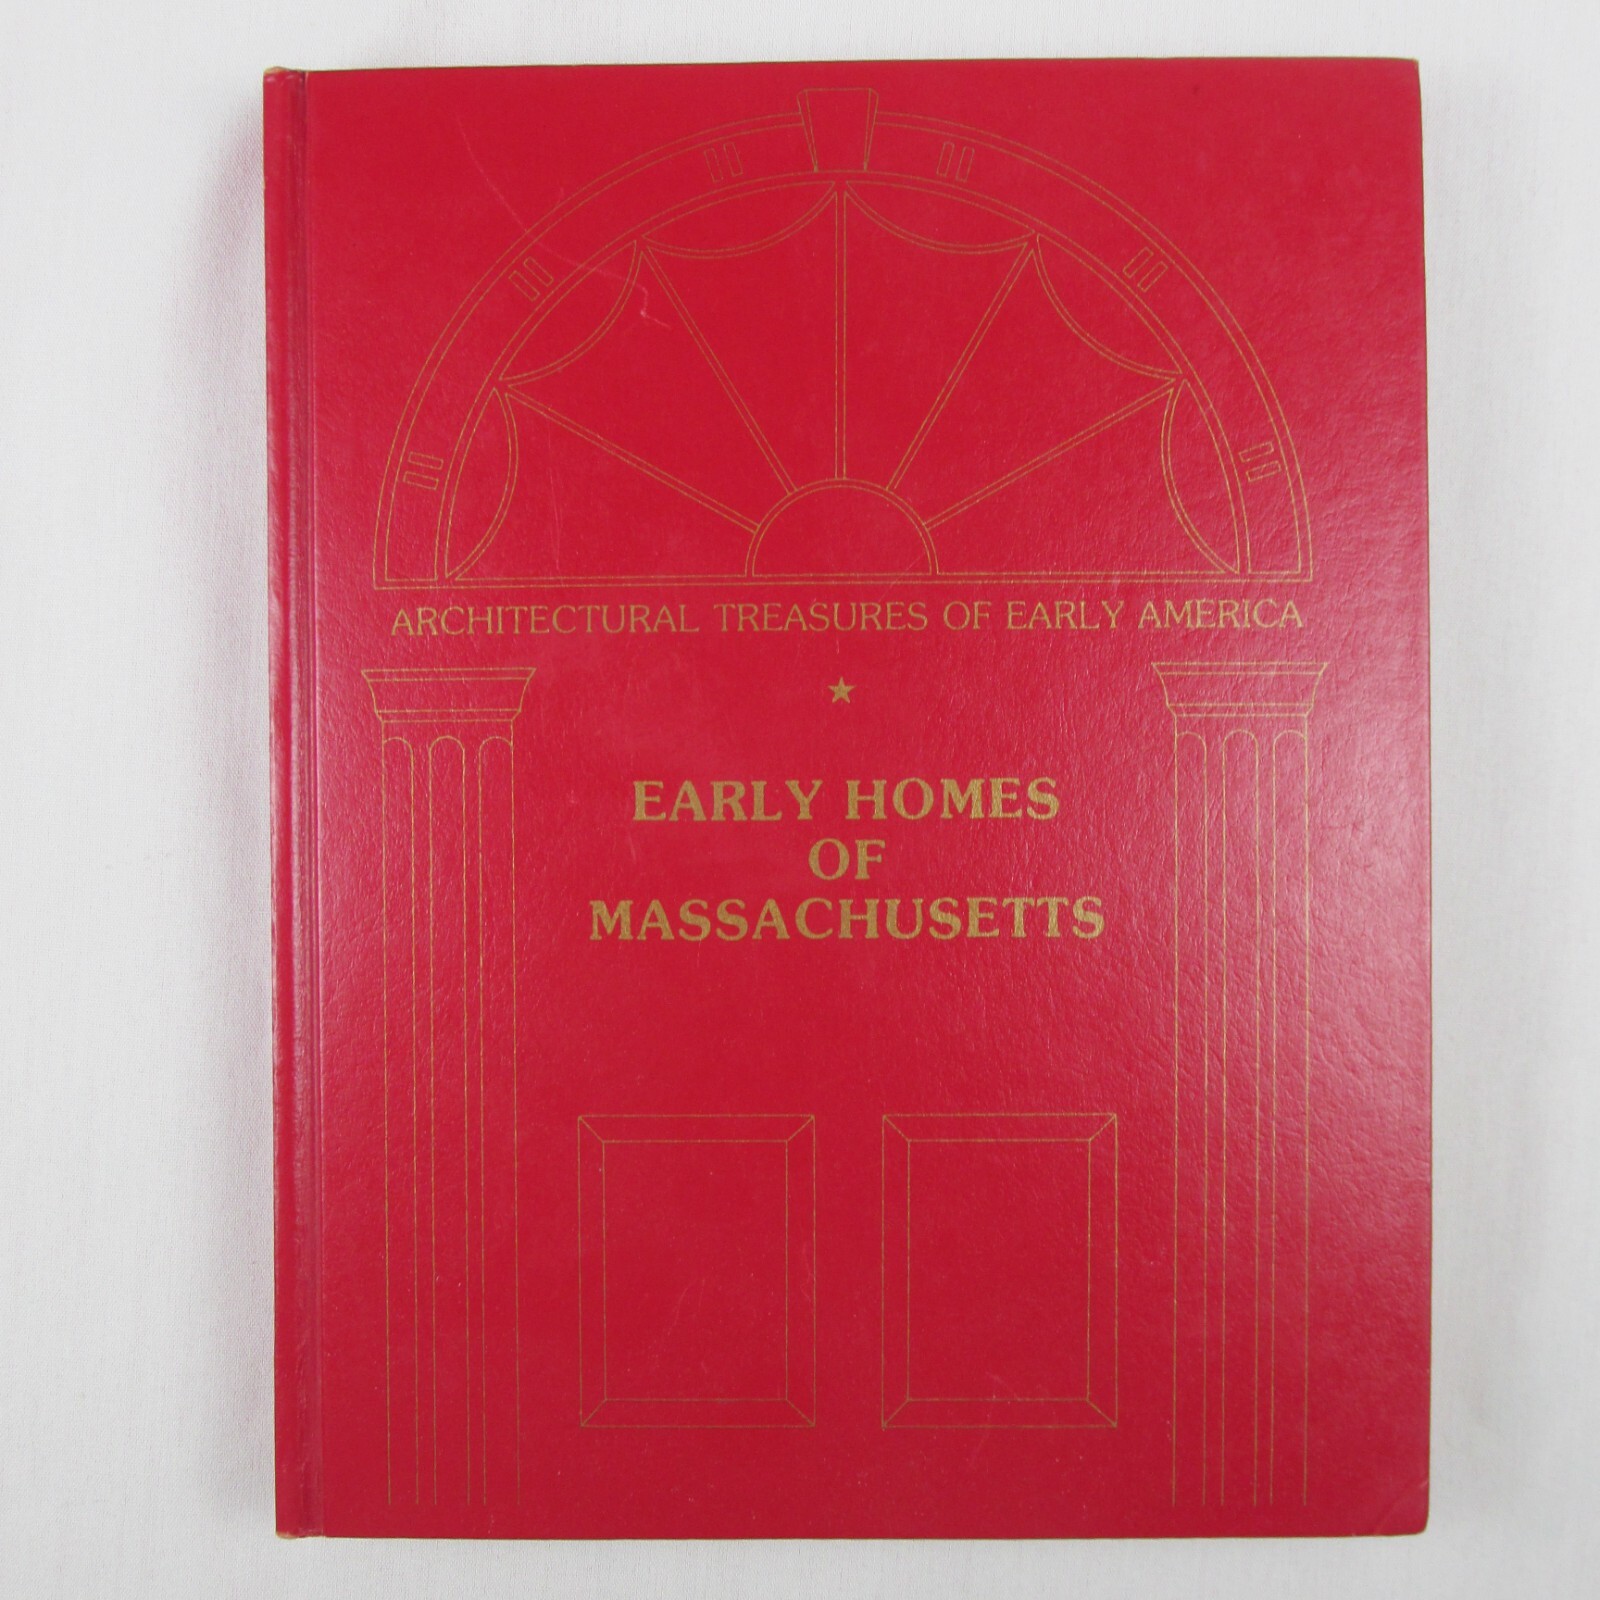 ARCHITECTURAL TREASURES OF EARLY AMERICA
EARLY HOMES
OF
MASSACHUSETTS